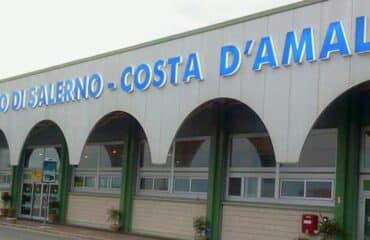 O DI SALERNO - COSTA D'AMAL